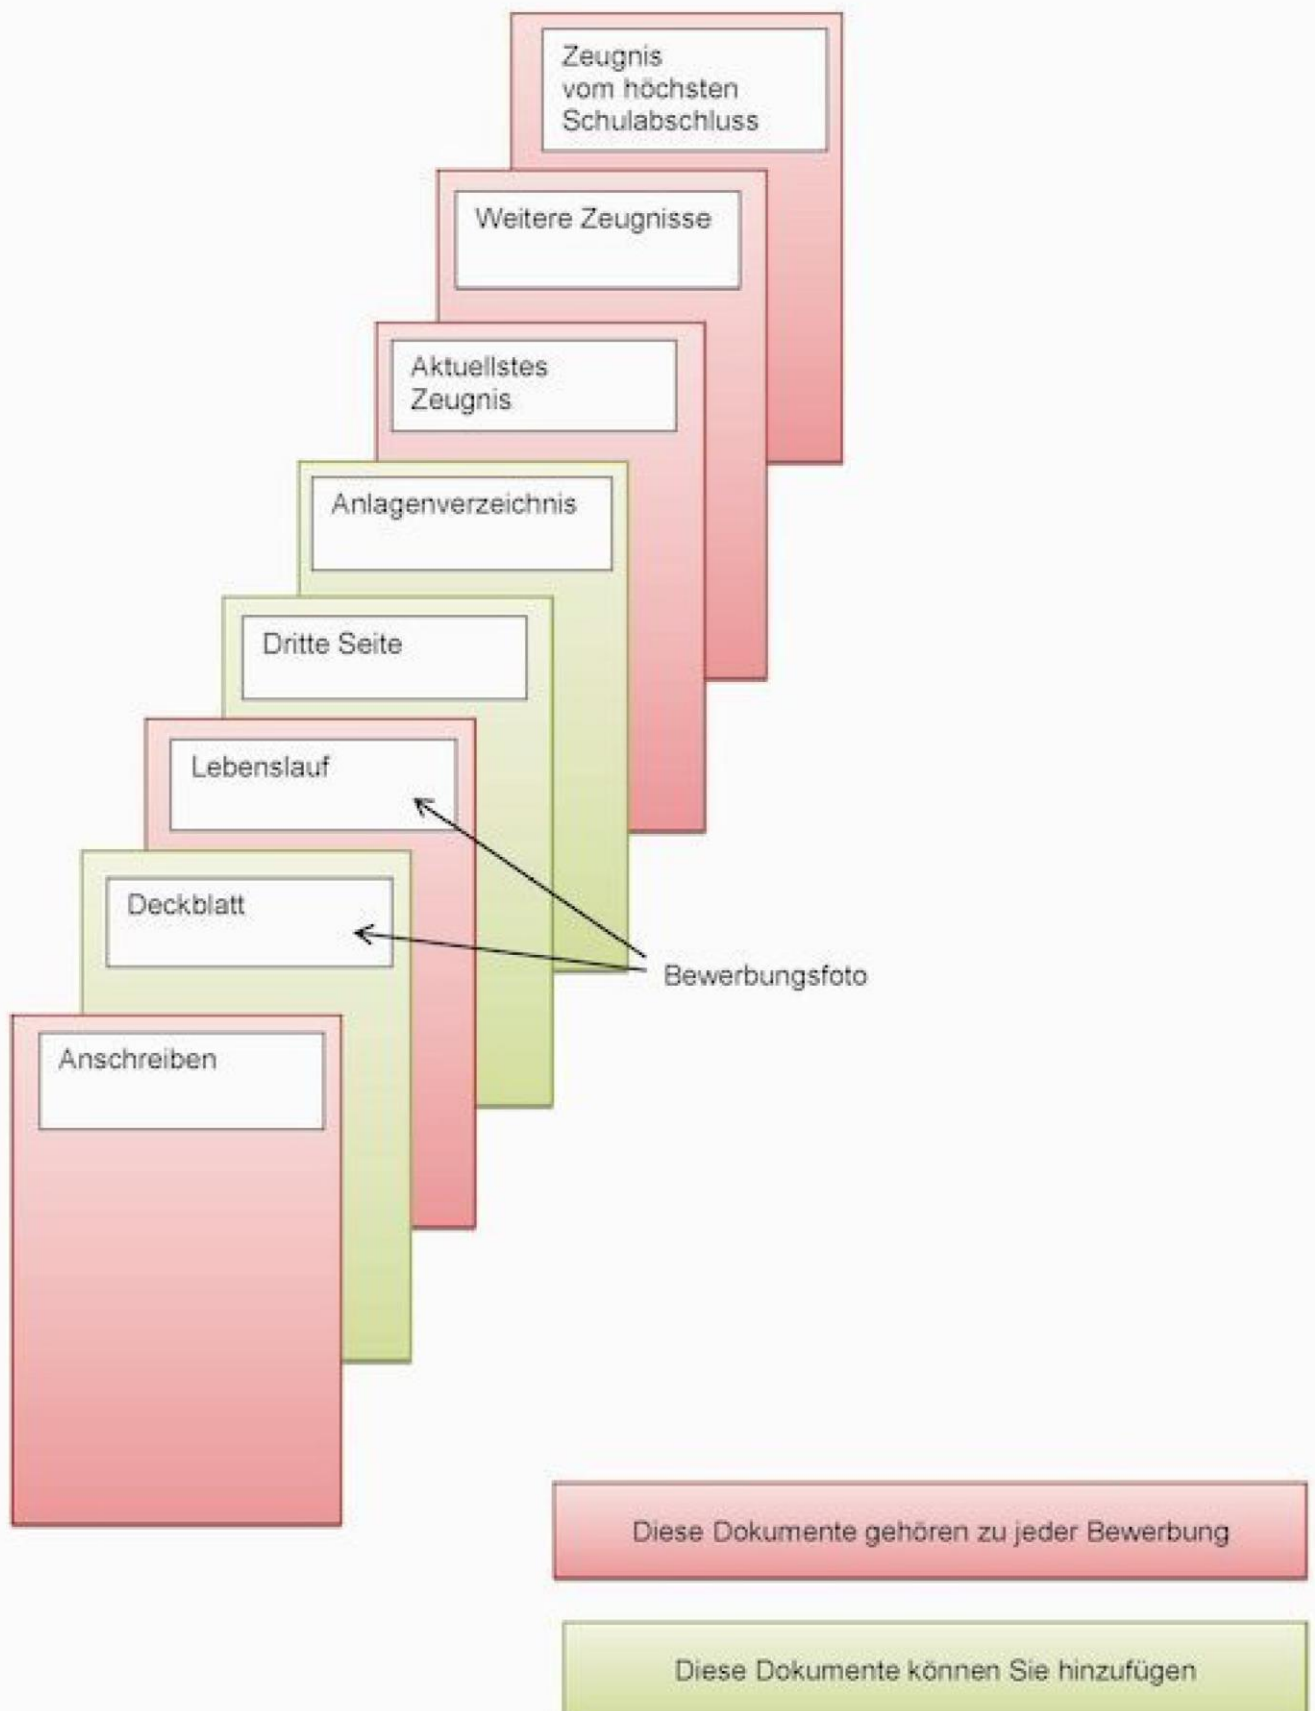 Zeugnis
vom höchsten
Schulabschluss
Weitere Zeugnisse
Aktuellstes
Zeugnis
Anlagenverzeichnis
Dritte Seite
Lebenslauf
Deckblatt
Bewerbungsfoto
Anschreiben
Diese Dokumente gehören zu jeder Bewerbung
Diese Dokumente können Sie hinzufügen